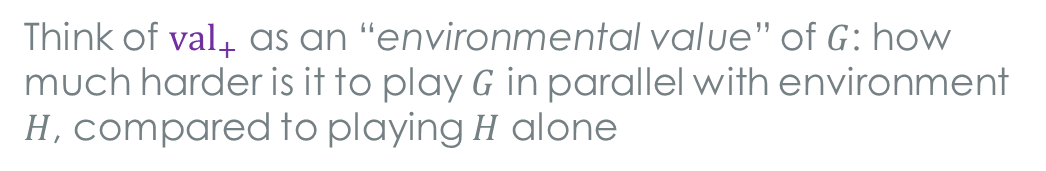 Think of val₊ as an “environmental value” of G: how
much harder is it to play G in parallel with environment
H, compared to playing H alone